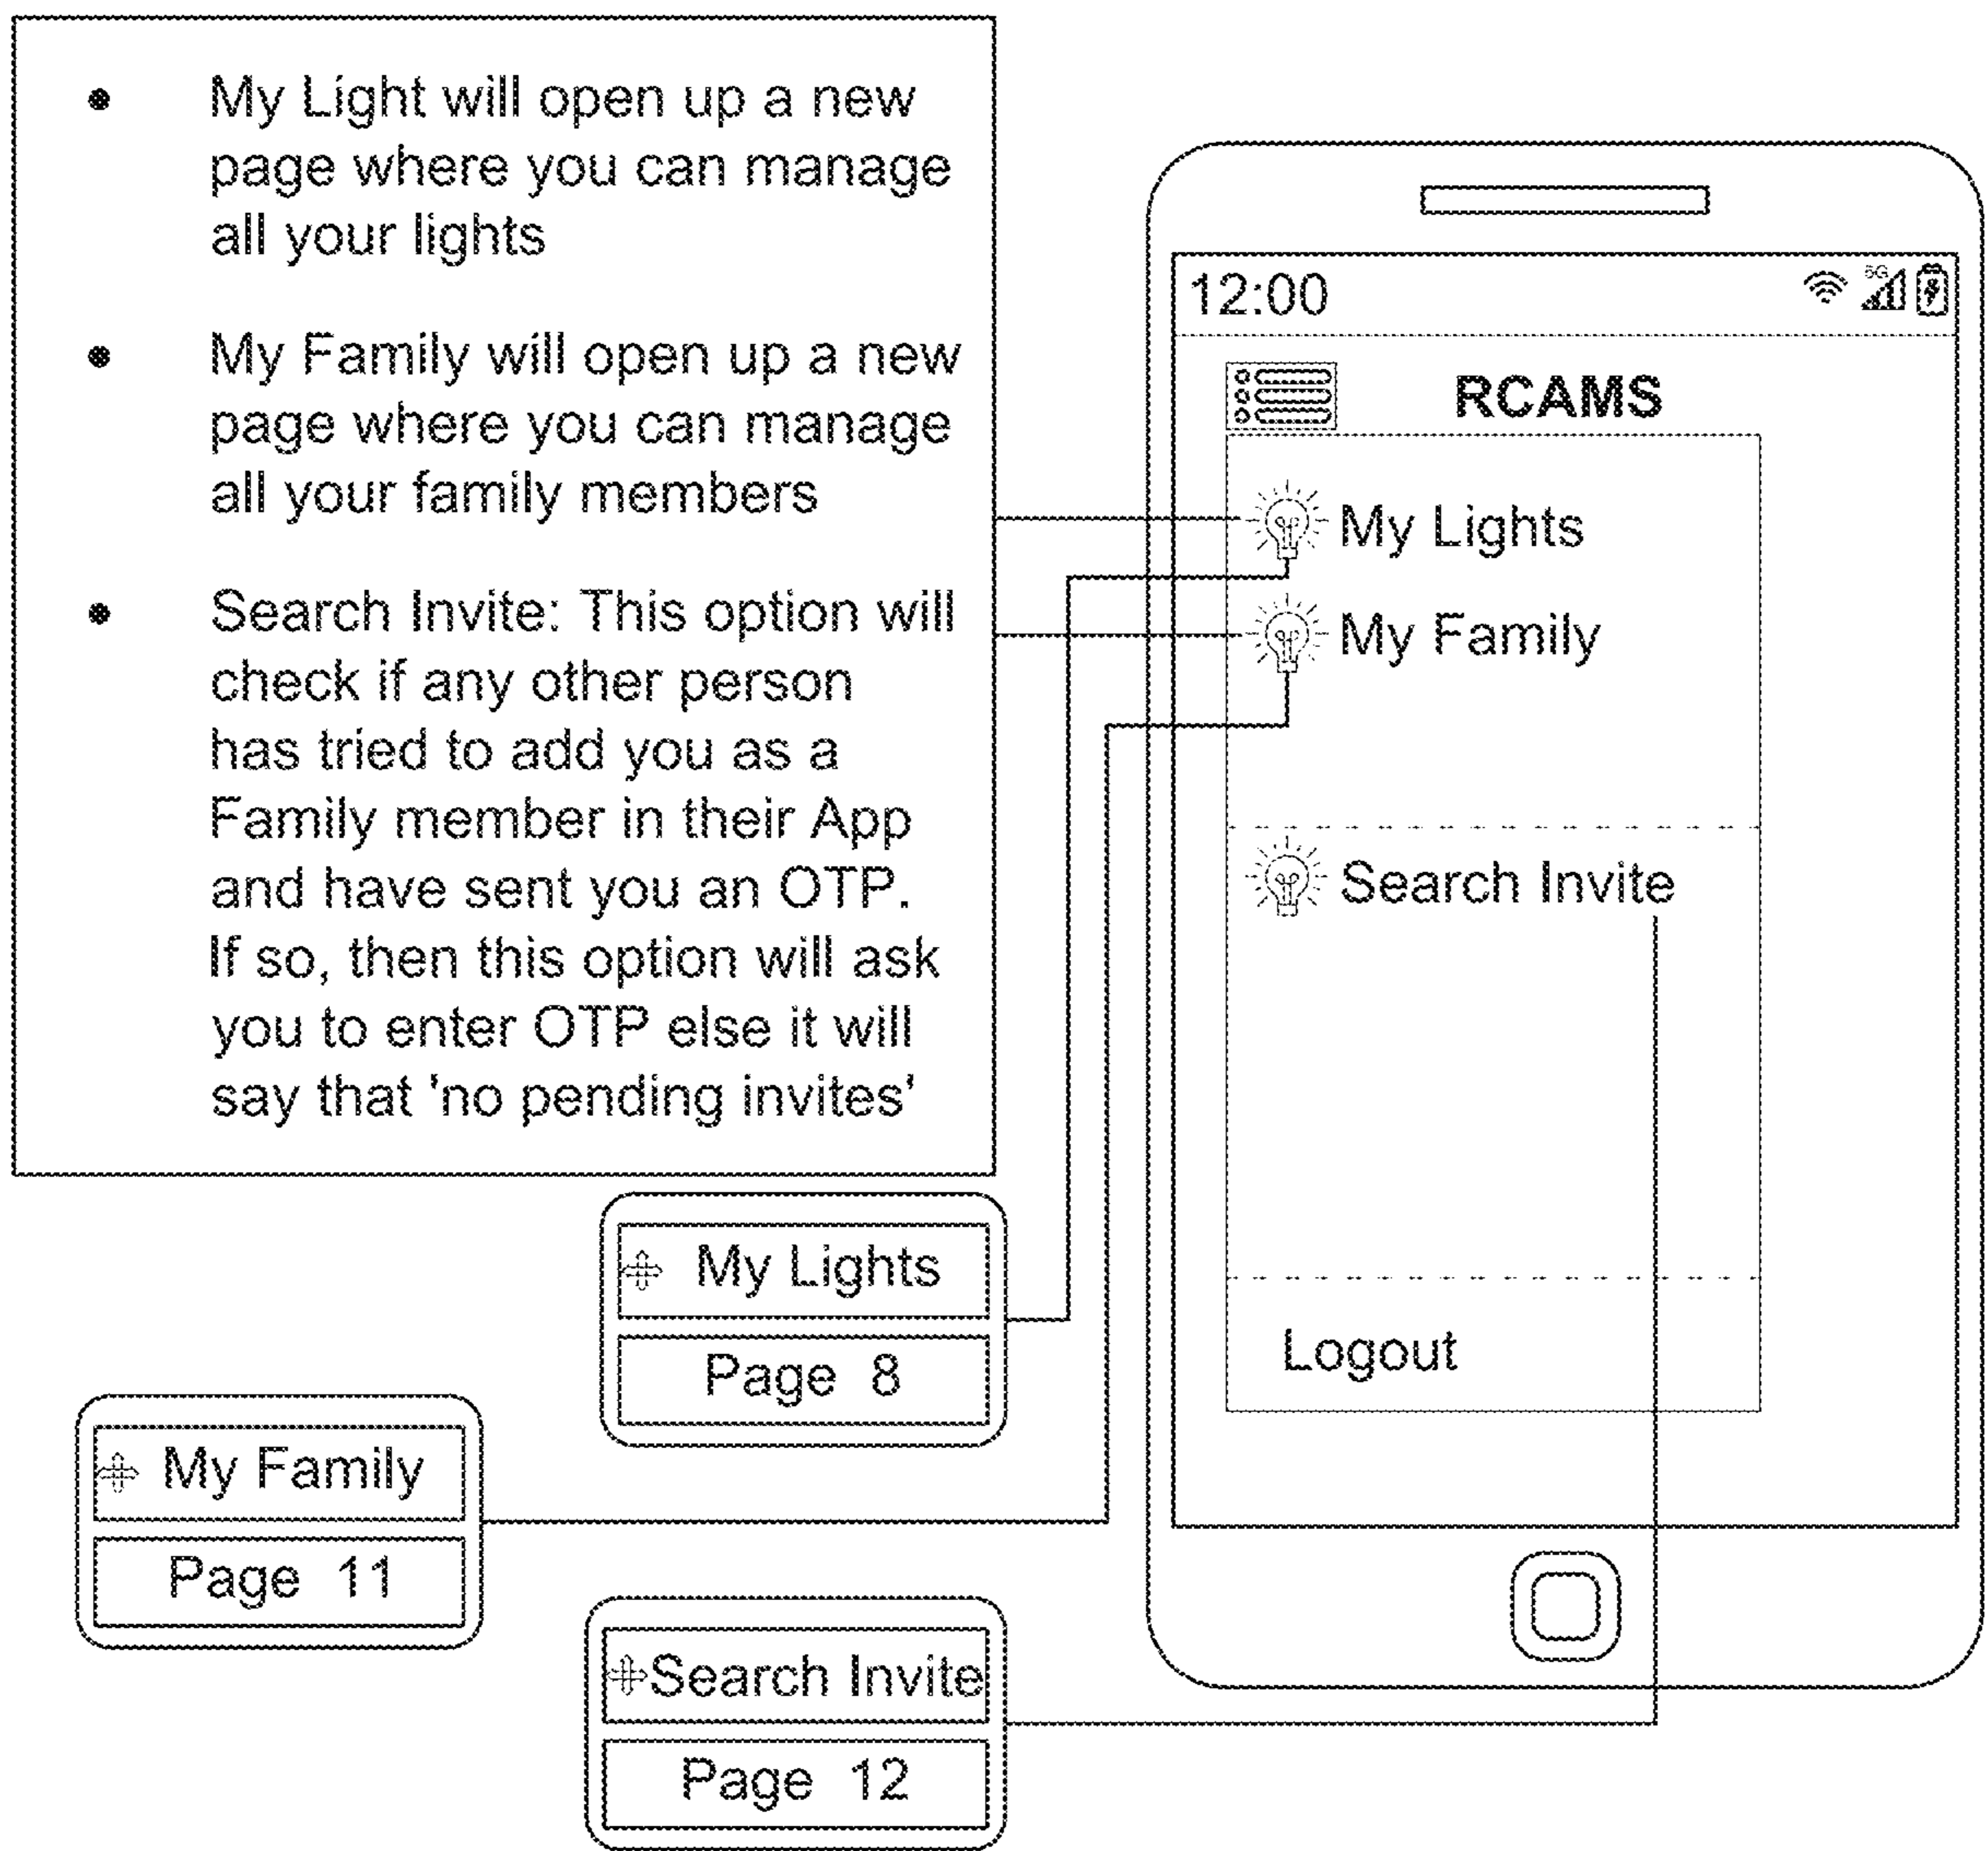 • My Light will open up a new
page where you can manage
all your lights
• My Family will open up a new
page where you can manage
all your family members
• Search Invite: This option will
check if any other person
has tried to add you as a
Family member in their App
and have sent you an OTP.
If so, then this option will ask
you to enter OTP else it will
say that 'no pending invites'
12:00
5G
RCAMS
My Lights
My Family
Search Invite
Logout
My Lights
Page 8
My Family
Page 11
Search Invite
Page 12